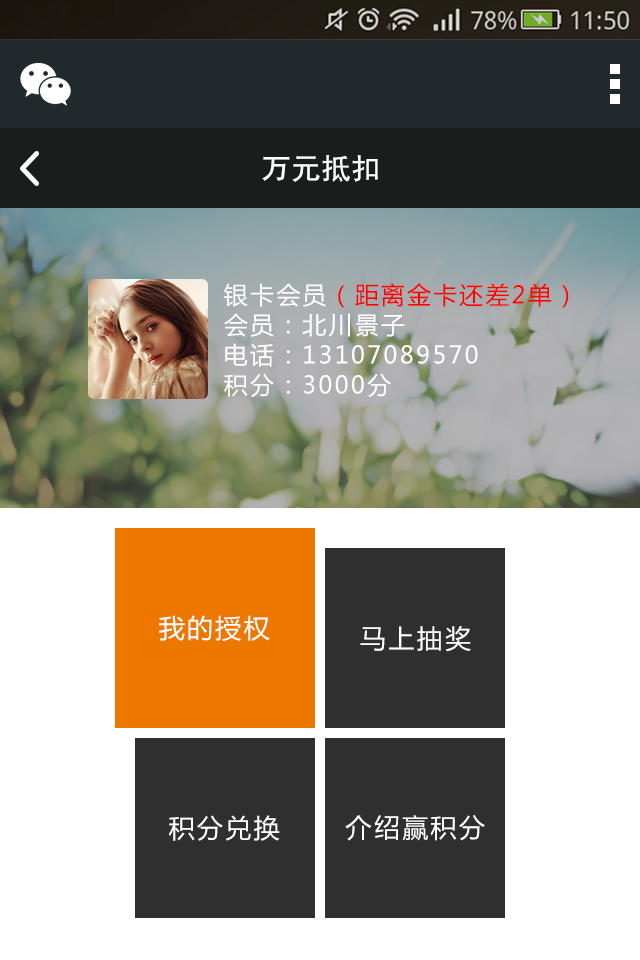 78% 11:50
万元抵扣
银卡会员（距离金卡还差2单）
会员：北川景子
电话：13107089570
积分：3000分
我的授权
马上抽奖
积分兑换
介绍赢积分